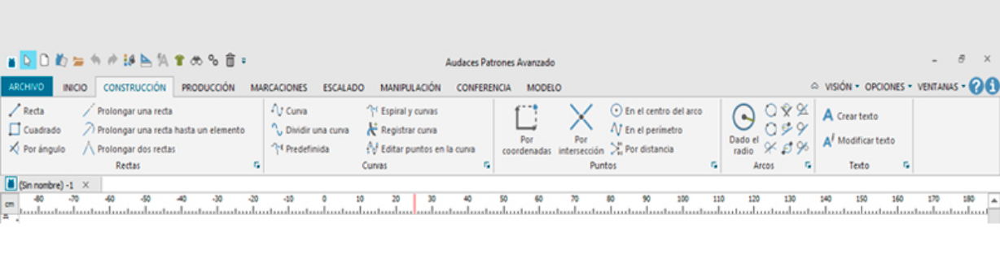 Audaces Patrones Avanzado
ARCHIVO INICIO CONSTRUCCIÓN PRODUCCIÓN MARCACIONES ESCALADO MANIPULACIÓN CONFERENCIA MODELO VISIÓN OPCIONES VENTANAS
Recta Prolongar una recta Curva Espiral y curvas En el centro del arco Crear texto
Cuadrado Prolongar una recta hasta un elemento Dividir una curva Registrar curva En el perímetro
Por ángulo Prolongar dos rectas Predefinida Editar puntos en la curva Por coordenadas Por intersección Por distancia Dado el radio Modificar texto
Rectas Curvas Puntos Arcos Texto
(Sin nombre) -1
cm -80 -70 -60 -50 -40 -30 -20 -10 0 10 20 30 40 50 60 70 80 90 100 110 120 130 140 150 160 170 180